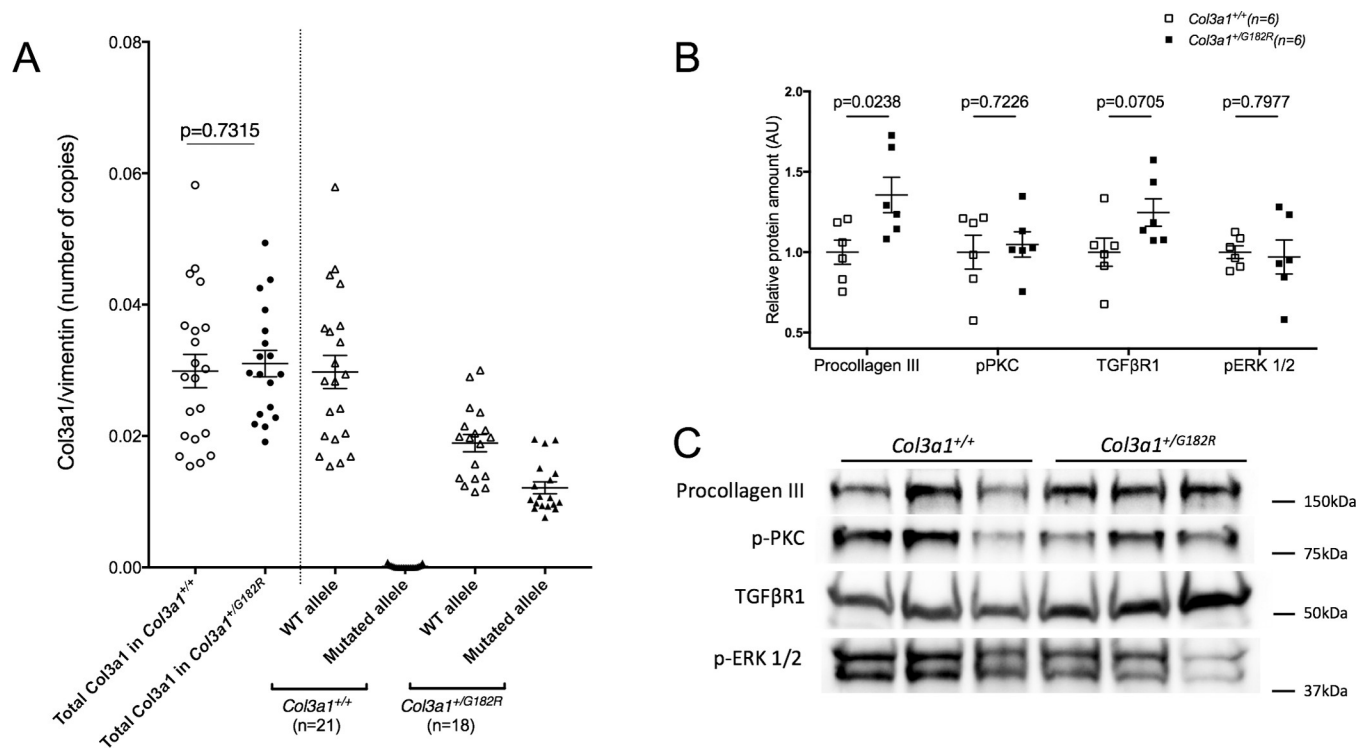 A
0.08
0.06
0.04
0.02
0.00
Col3a1/vimentin (number of copies)
p=0.7315
Total Col3a1 in Col3a1+/+
Total Col3a1 in Col3a1+/G182R
WT allele
Mutated allele
WT allele
Mutated allele
Col3a1+/+
(n=21)
Col3a1+/G182R
(n=18)
B
Col3a1+/+(n=6)
Col3a1+/G182R(n=6)
2.0
1.5
1.0
0.5
Relative protein amount (AU)
p=0.0238
p=0.7226
p=0.0705
p=0.7977
Procollagen III
pPKC
TGFβR1
pERK 1/2
C
Col3a1+/+
Col3a1+/G182R
Procollagen III
150kDa
p-PKC
75kDa
TGFβR1
50kDa
p-ERK 1/2
37kDa